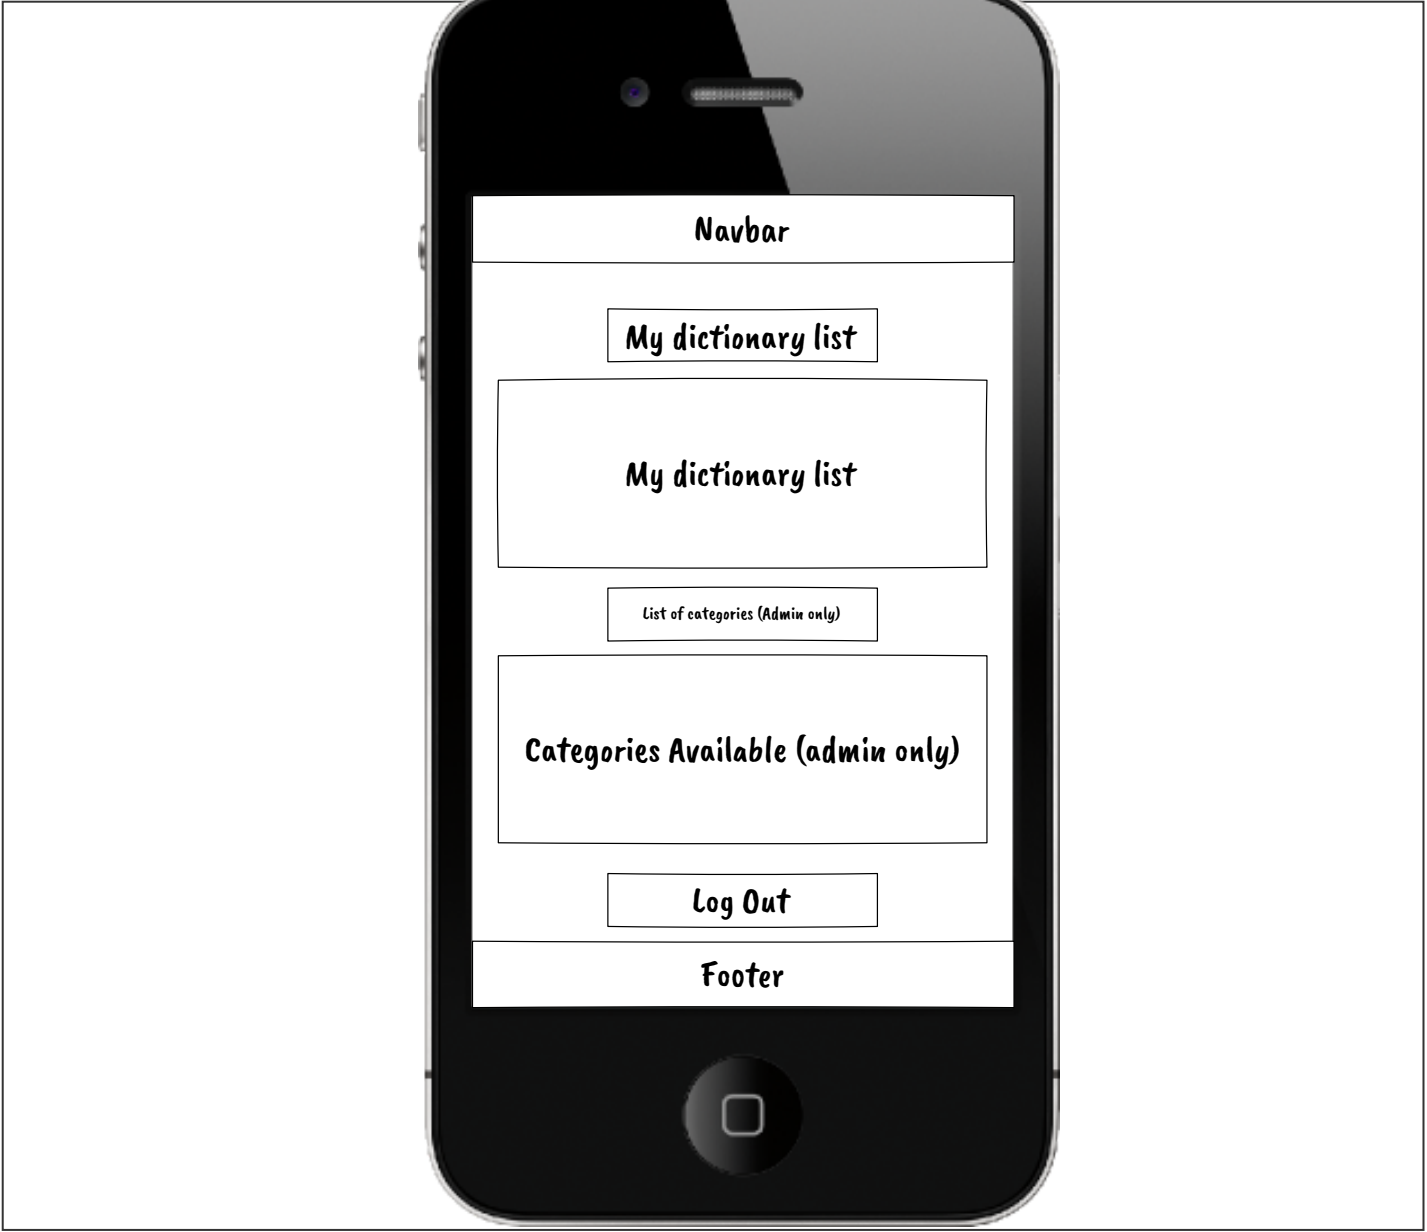 Navbar
My dictionary list
My dictionary list
List of categories (Admin only)
Categories Available (admin only)
Log Out
Footer